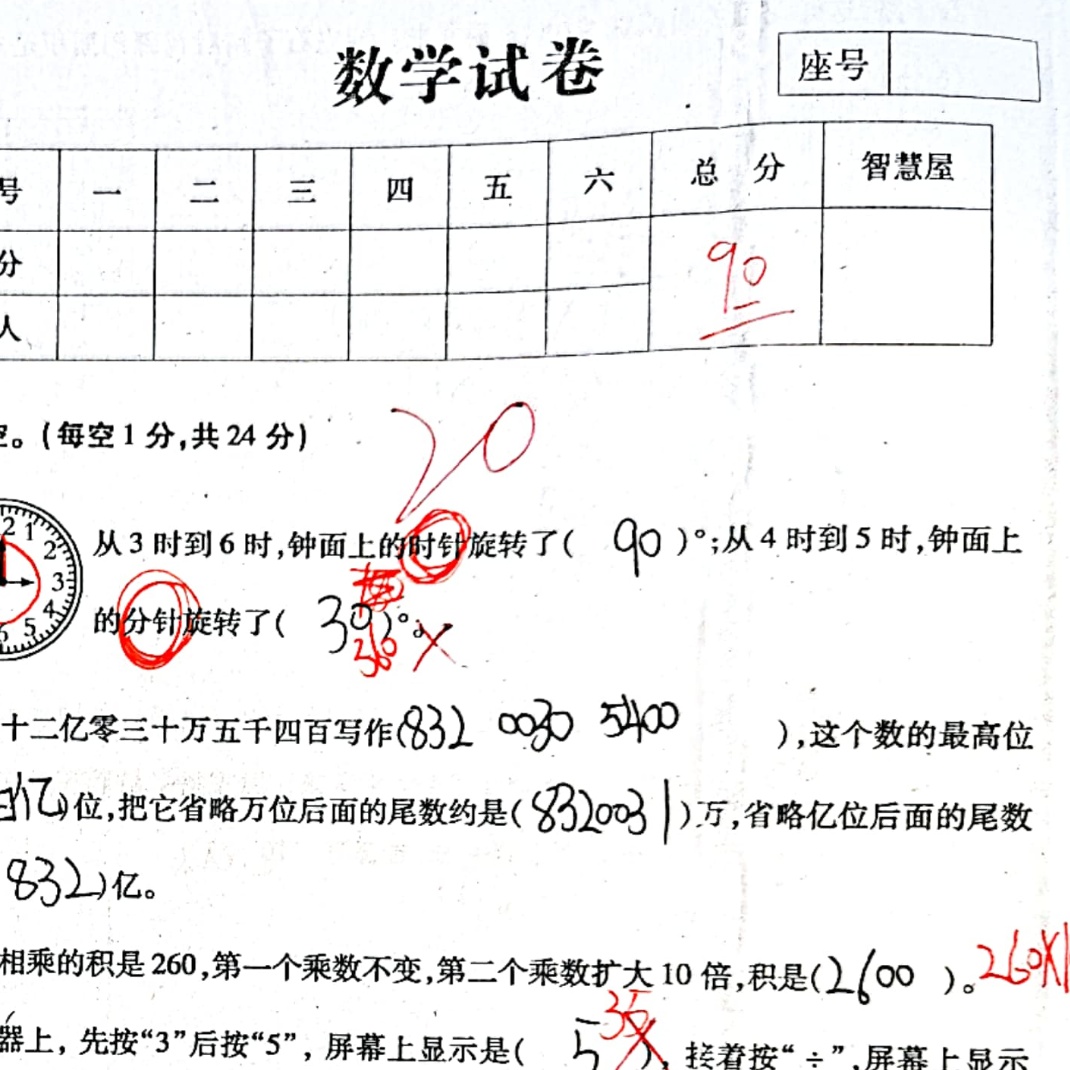 数学试卷
座号
号 一 二 三 四 五 六 总分 智慧屋
分 90
人
20
空。(每空1分,共24分)
从3时到6时,钟面上的时针旋转了( 90 )°;从4时到5时,钟面上
的分针旋转了( 30 )°。
360 ×
十二亿零三十万五千四百写作(832 0030 5400 ),这个数的最高位
百亿)位,把它省略万位后面的尾数约是(8320031)万,省略亿位后面的尾数
832)亿。
相乘的积是260,第一个乘数不变,第二个乘数扩大10倍,积是(2600 )。 260×1
35
器上,先按“3”后按“5”,屏幕上显示是( 5 ),接着按“÷”,屏幕上显示